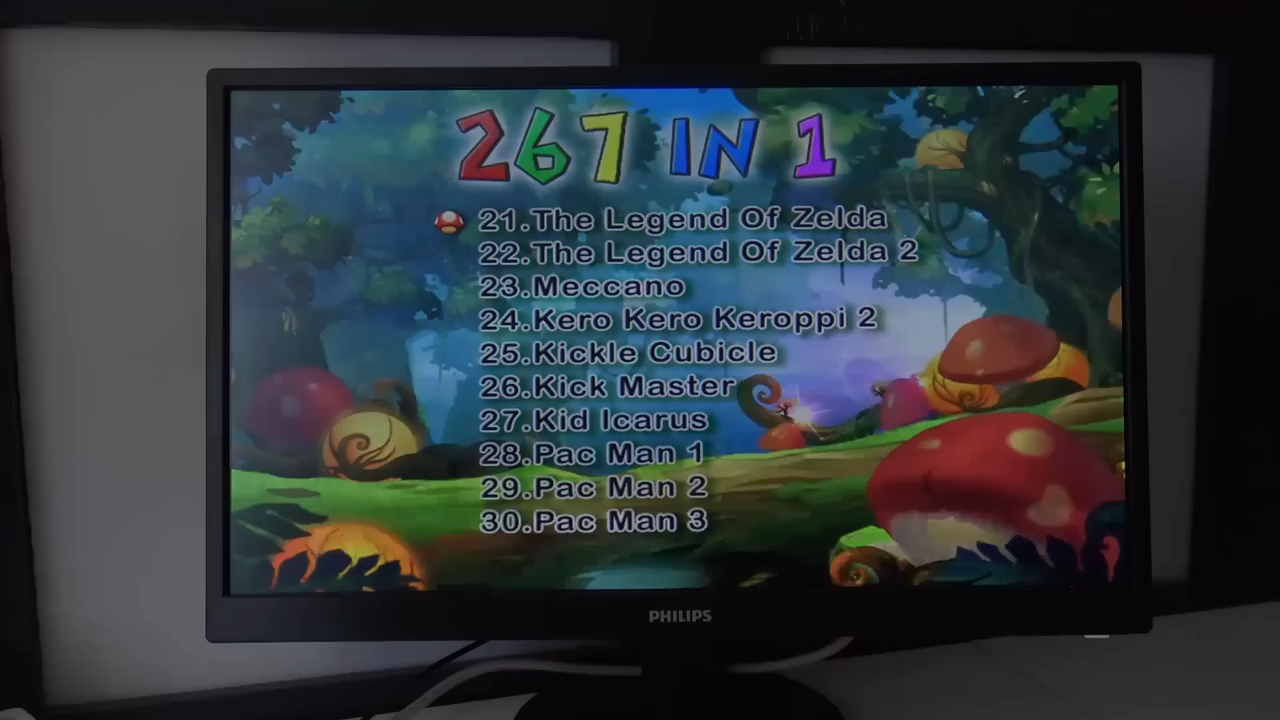 267 IN 1
21.The Legend Of Zelda
22.The Legend Of Zelda 2
23.Meccano
24.Kero Kero Keroppi 2
25.Kickle Cubicle
26.Kick Master
27.Kid Icarus
28.Pac Man 1
29.Pac Man 2
30.Pac Man 3
PHILIPS